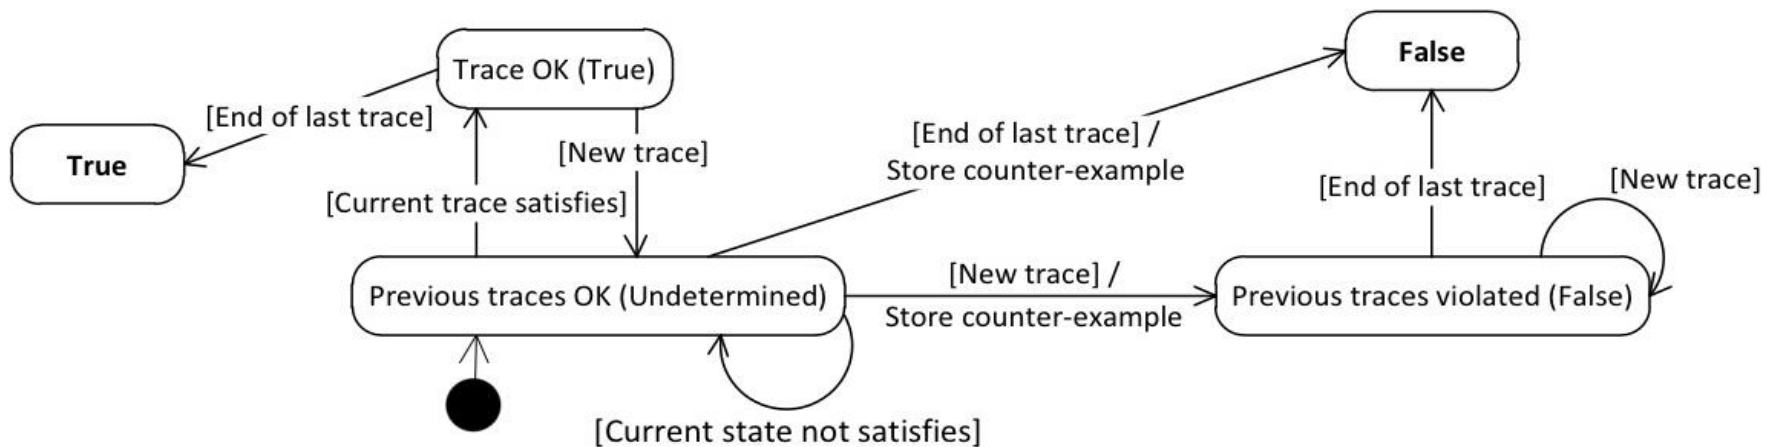 Trace OK (True)
False
[End of last trace]
True
[New trace]
[Current trace satisfies]
[End of last trace] /
Store counter-example
[End of last trace]
[New trace]
Previous traces OK (Undetermined)
[New trace] /
Store counter-example
Previous traces violated (False)
[Current state not satisfies]